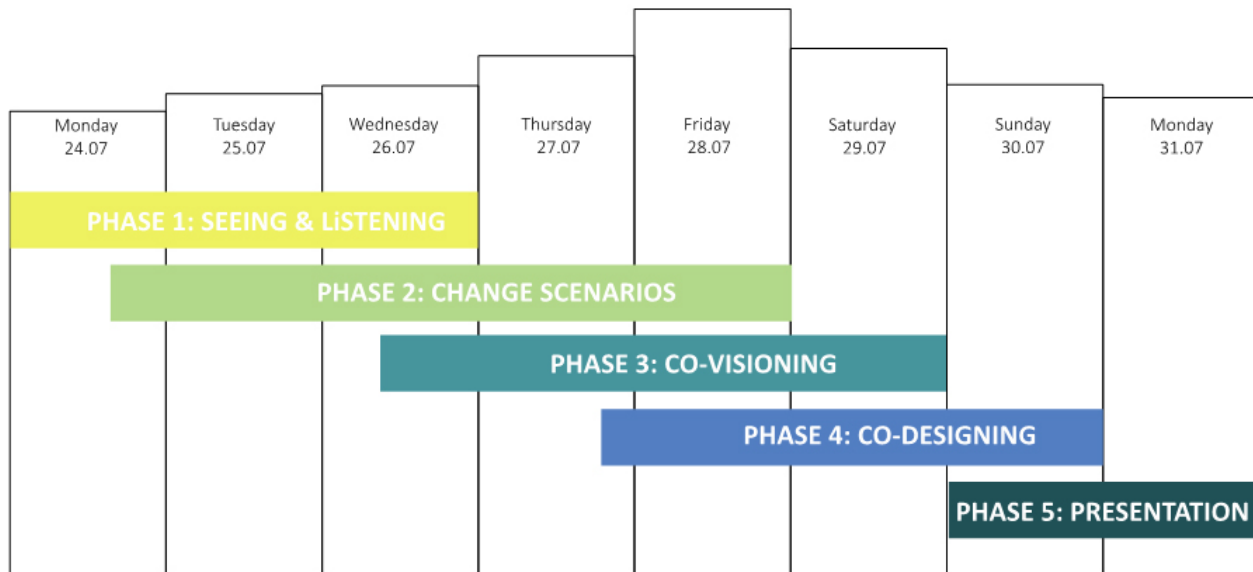 Monday
24.07
Tuesday
25.07
Wednesday
26.07
Thursday
27.07
Friday
28.07
Saturday
29.07
Sunday
30.07
Monday
31.07
PHASE 1: SEEING & LiSTENING
PHASE 2: CHANGE SCENARIOS
PHASE 3: CO-VISIONING
PHASE 4: CO-DESIGNING
PHASE 5: PRESENTATION